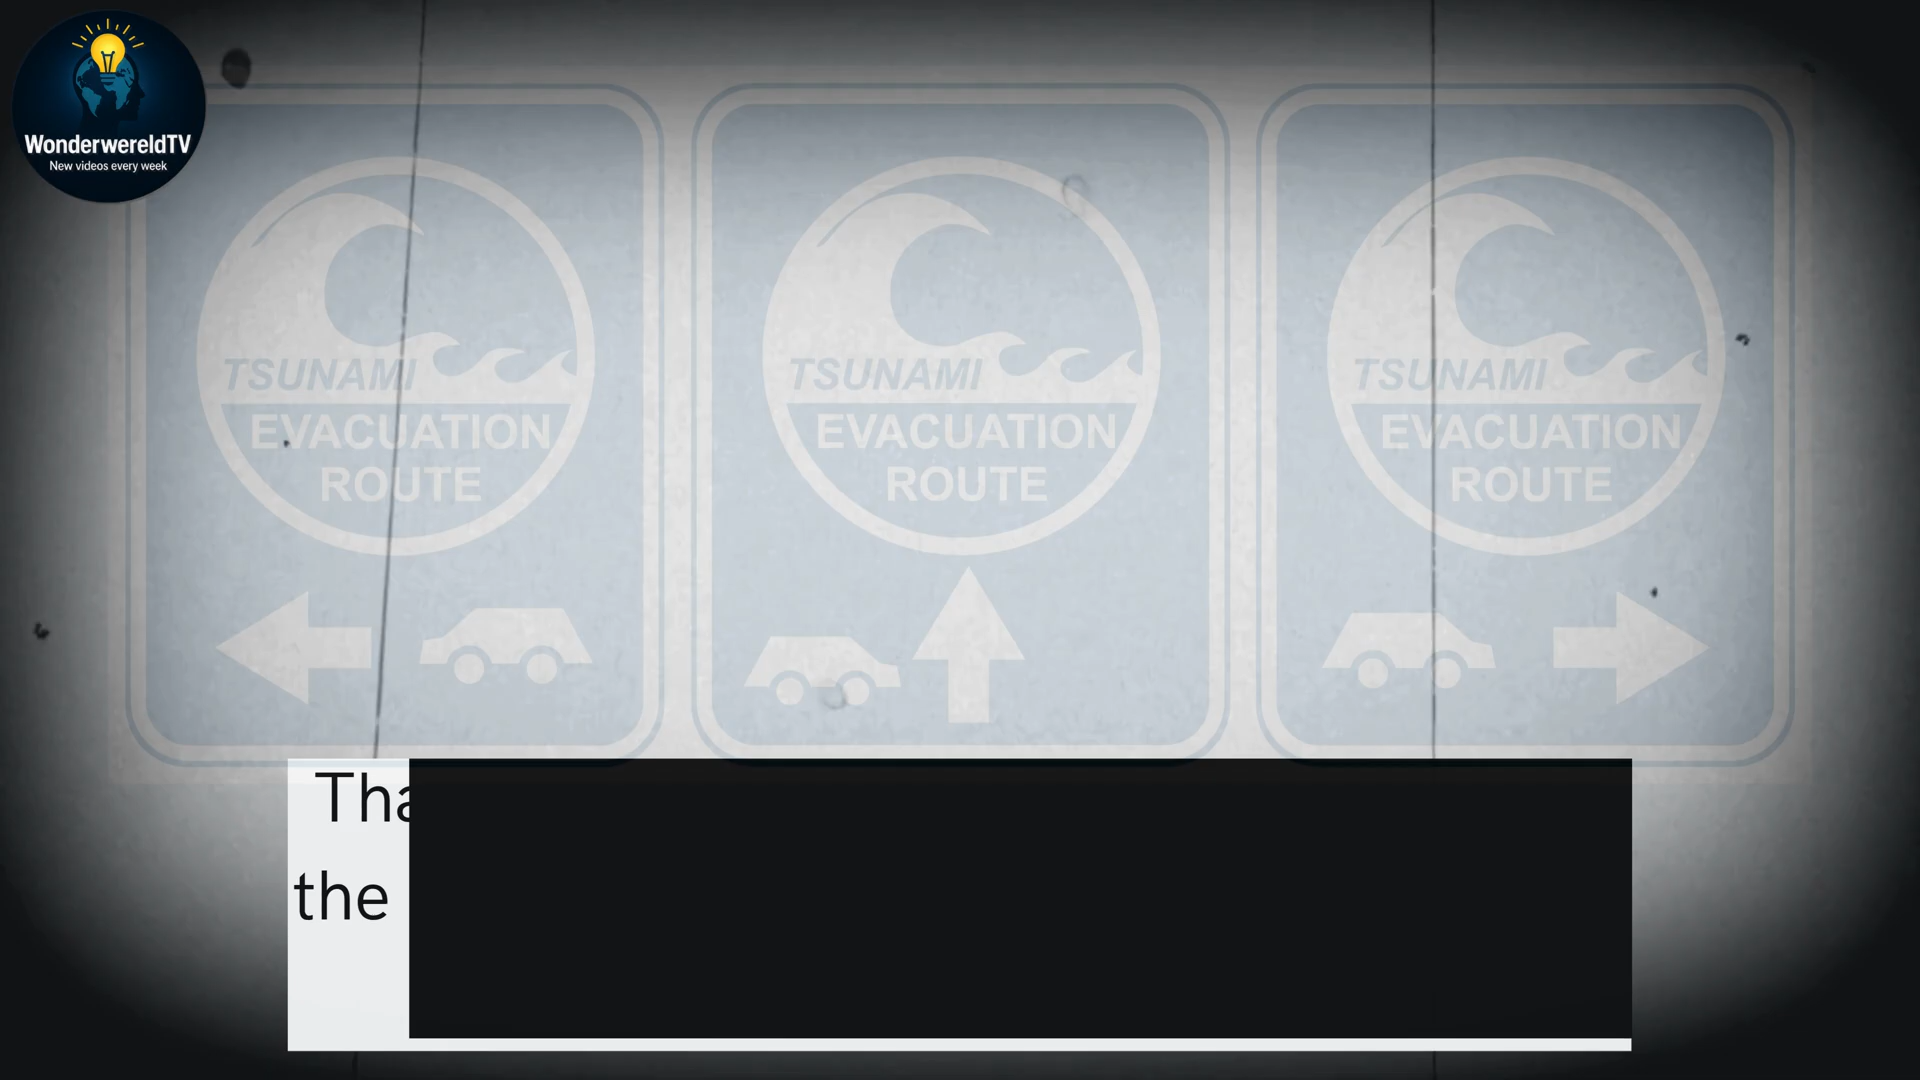 WonderwereldTV
New videos every week
TSUNAMI
EVACUATION
ROUTE
TSUNAMI
EVACUATION
ROUTE
TSUNAMI
EVACUATION
ROUTE
the